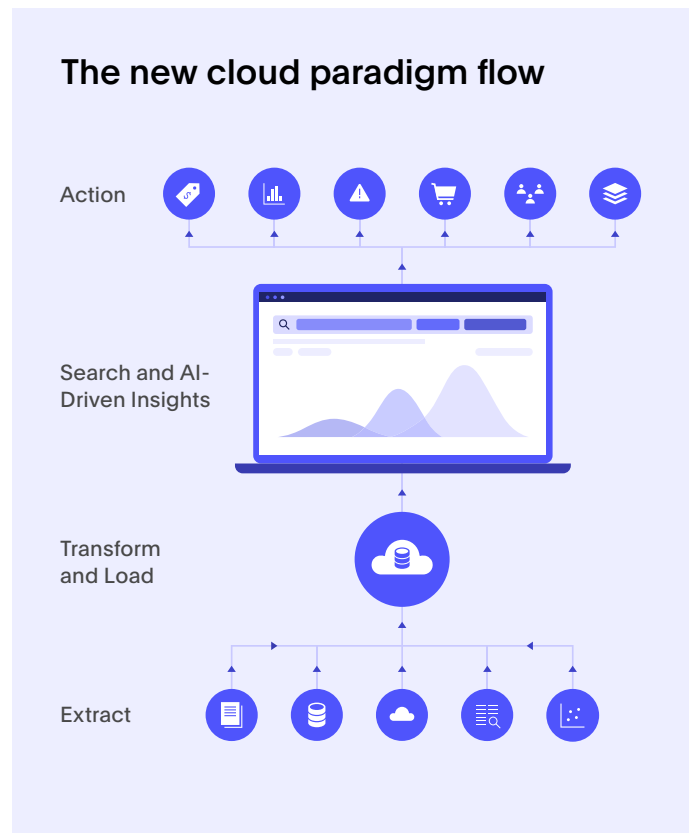 The new cloud paradigm flow
Action
Search and AI-
Driven Insights
Transform
and Load
Extract